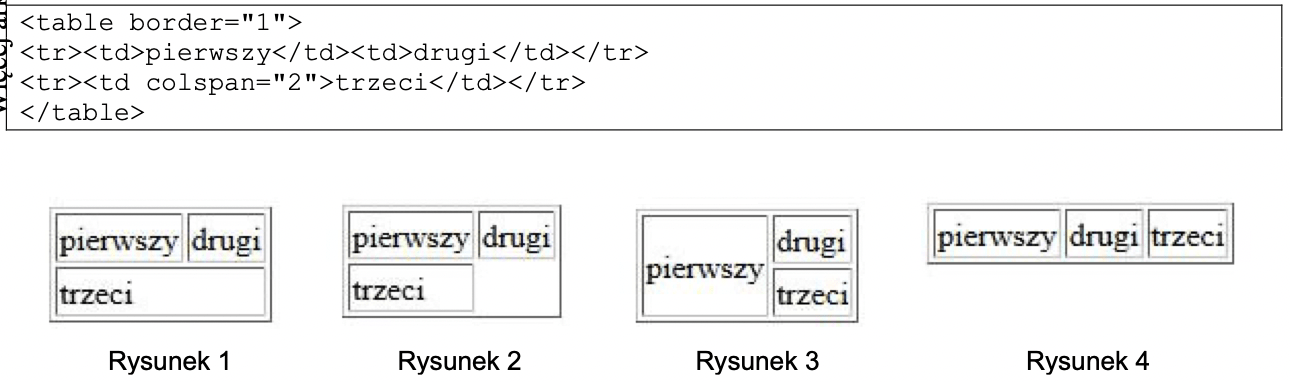 <table border="1">
<tr><td>pierwszy</td><td>drugi</td></tr>
<tr><td colspan="2">trzeci</td></tr>
</table>
pierwszy drugi
trzeci
Rysunek 1
pierwszy drugi
trzeci
Rysunek 2
pierwszy
drugi
trzeci
Rysunek 3
pierwszy drugi trzeci
Rysunek 4